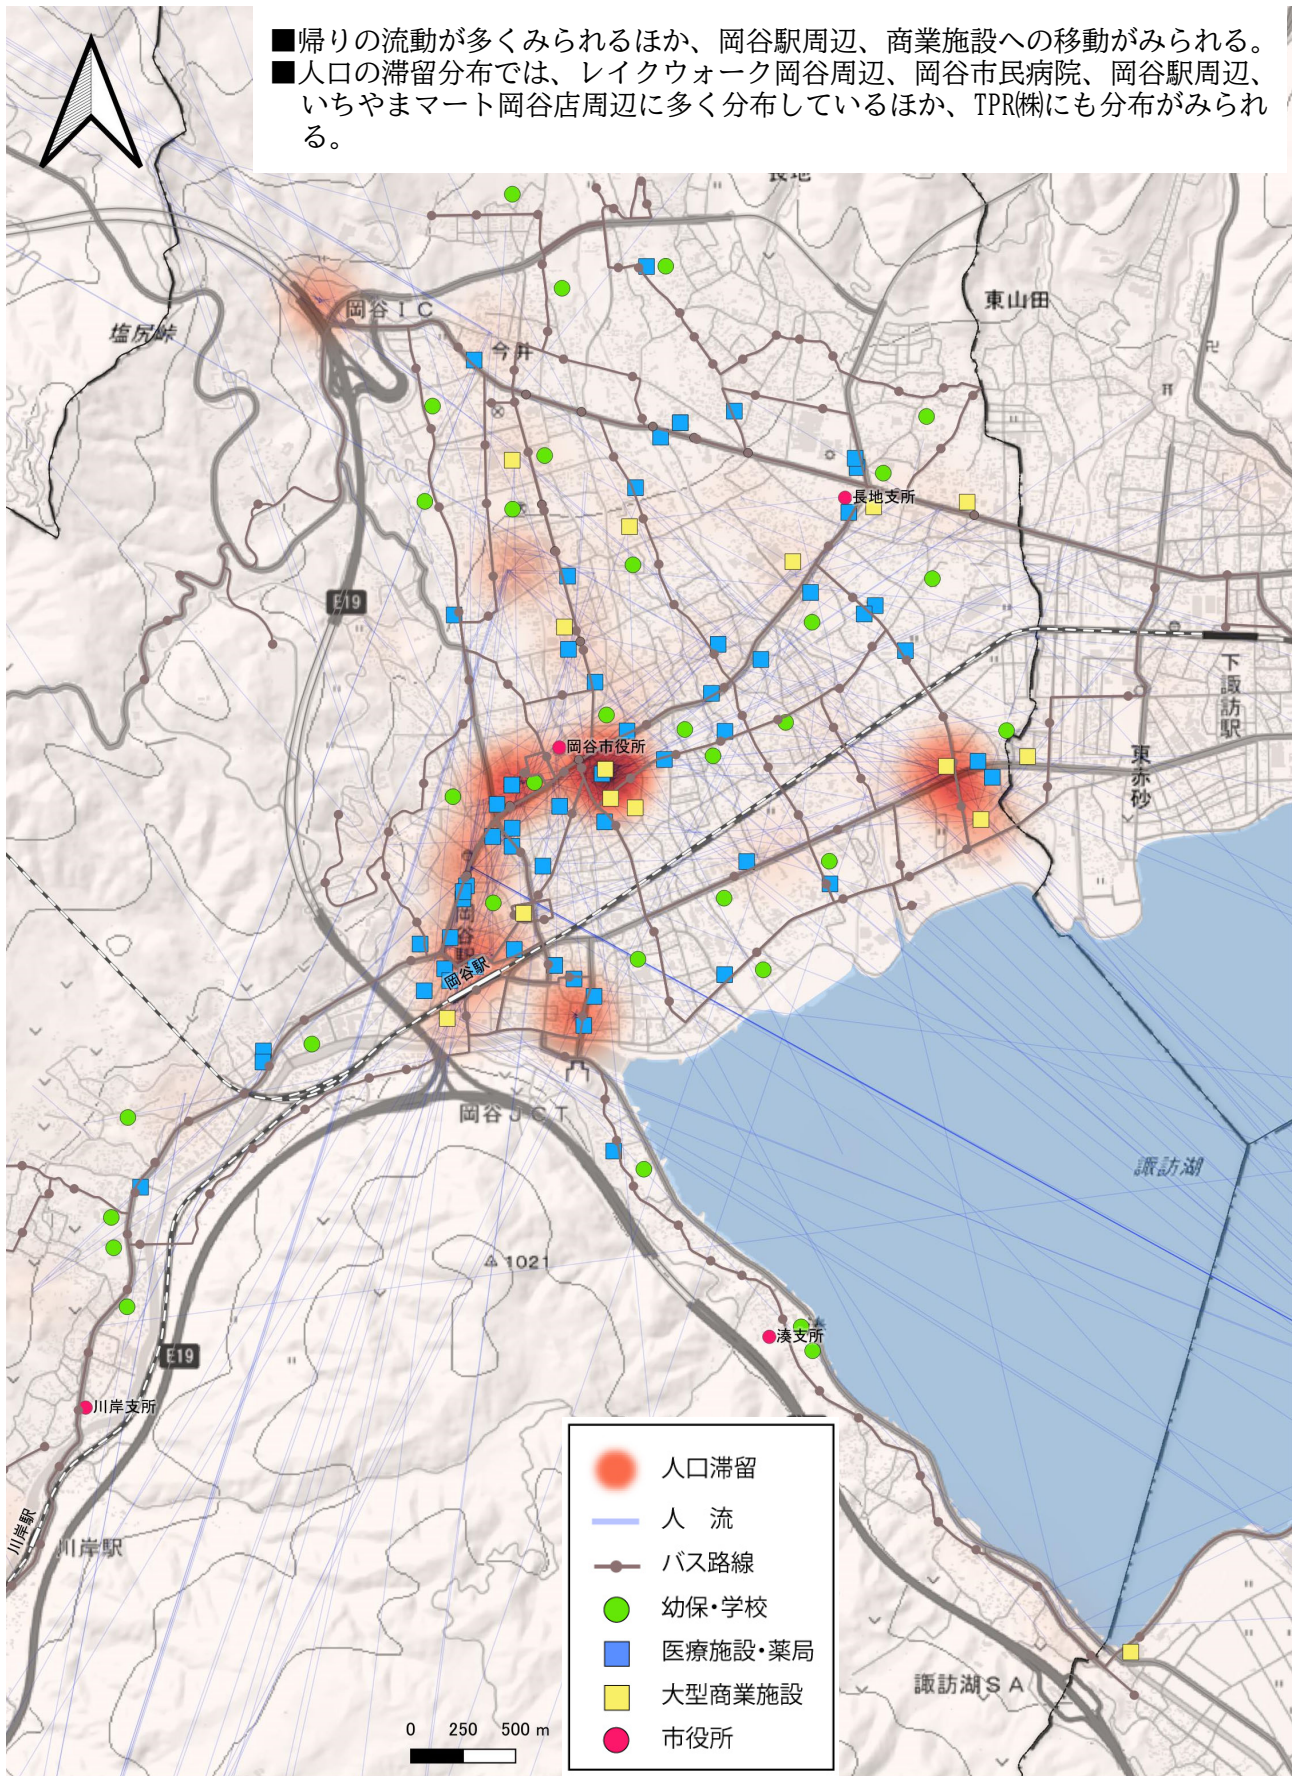 ■帰りの流動が多くみられるほか、岡谷駅周辺、商業施設への移動がみられる。
■人口の滞留分布では、レイクウォーク岡谷周辺、岡谷市民病院、岡谷駅周辺、
いちやまマート岡谷店周辺に多く分布しているほか、TPR㈱にも分布がみられ
る。
長地
東山田
岡谷IC
塩尻峠
今井
長地支所
E19
下諏訪駅
岡谷市役所
東赤砂
岡谷駅
岡谷駅
岡谷JCT
諏訪湖
1021
湊支所
E19
川岸支所
川岸駅
川岸駅
諏訪湖SA
人口滞留
人 流
バス路線
幼保・学校
医療施設・薬局
大型商業施設
市役所
0 250 500 m